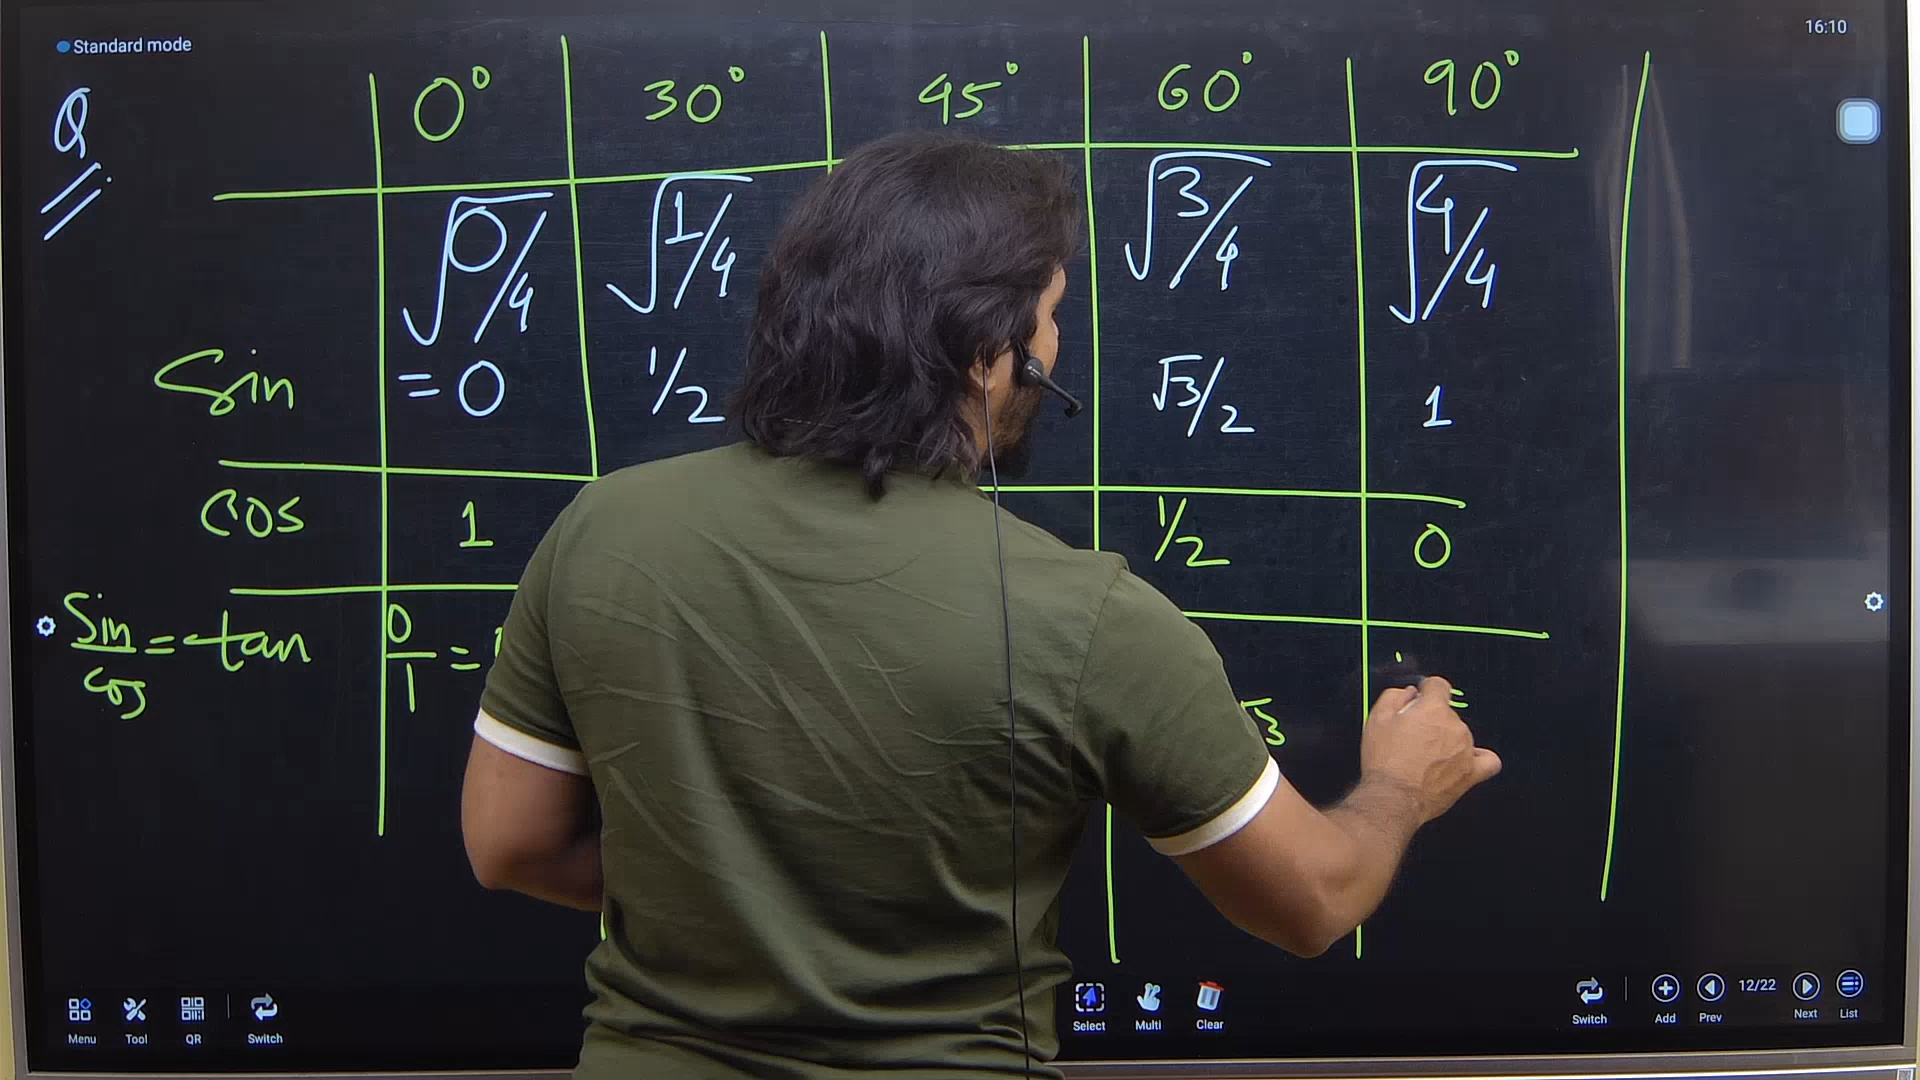 Standard mode
16:10
Q
0° 30° 45° 60° 90°
√0/4 √1/4 √3/4 √4/4
Sin = 0 1/2 √3/2 1
cos 1 1/2 0
Sin/cos = tan 0/1 = √3 =
Menu Tool QR Switch Select Multi Clear Switch Add Prev 12/22 Next List